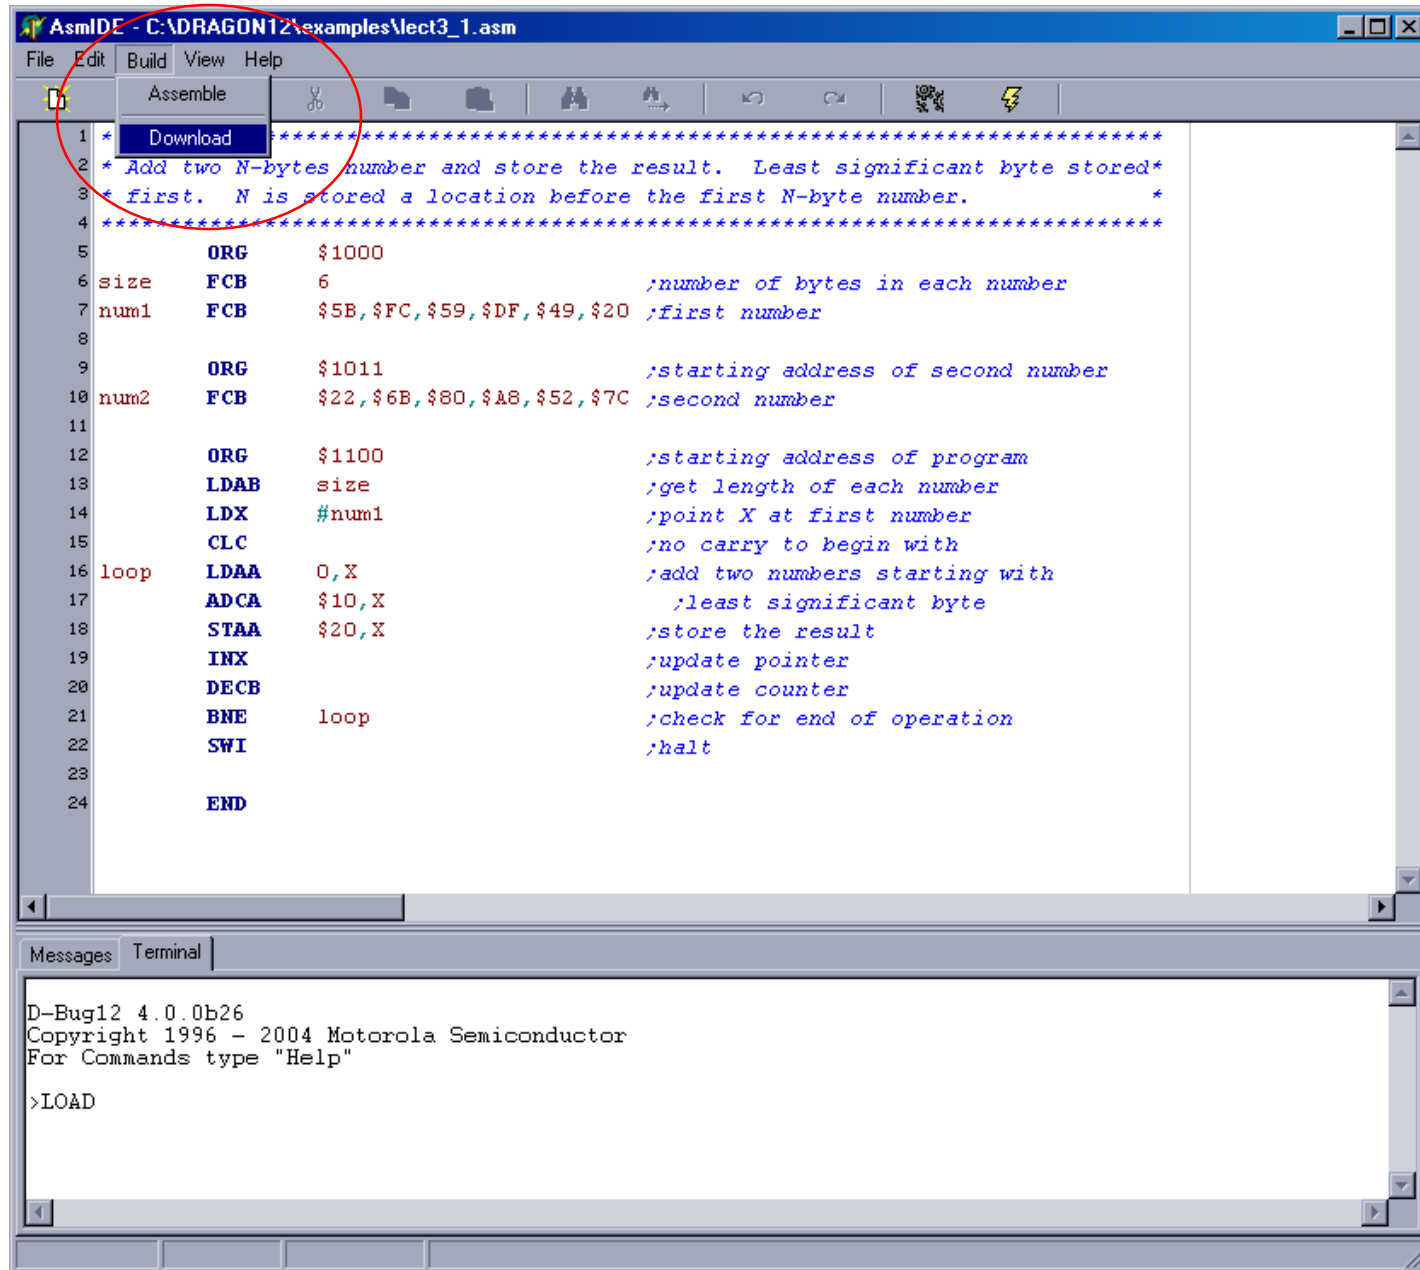 AsmIDE - C:\DRAGON12\examples\lect3_1.asm
File Edit Build View Help
Assemble
Download
1 * **************************************************************
2 * Add two N-bytes number and store the result.  Least significant byte stored*
3 * first.  N is stored a location before the first N-byte number.              *
4 ******************************************************************************
5         ORG     $1000
6 size    FCB     6                       ;number of bytes in each number
7 num1    FCB     $5B,$FC,$59,$DF,$49,$20 ;first number
8
9         ORG     $1011                   ;starting address of second number
10 num2    FCB     $22,$6B,$80,$A8,$52,$7C ;second number
11
12         ORG     $1100                   ;starting address of program
13         LDAB    size                    ;get length of each number
14         LDX     #num1                   ;point X at first number
15         CLC                             ;no carry to begin with
16 loop    LDAA    0,X                     ;add two numbers starting with
17         ADCA    $10,X                     ;least significant byte
18         STAA    $20,X                   ;store the result
19         INX                             ;update pointer
20         DECB                            ;update counter
21         BNE     loop                    ;check for end of operation
22         SWI                             ;halt
23
24         END
Messages Terminal
D-Bug12 4.0.0b26
Copyright 1996 - 2004 Motorola Semiconductor
For Commands type "Help"
>LOAD